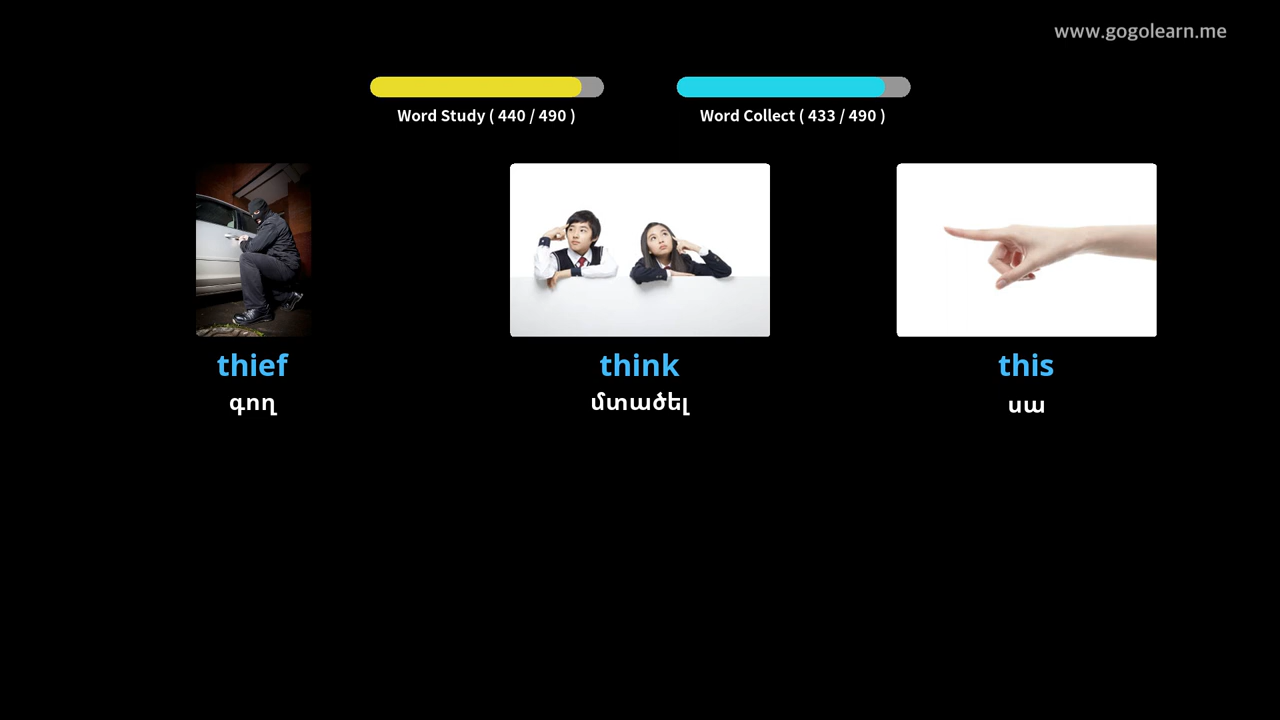 www.gogolearn.me
Word Study ( 440 / 490 )
Word Collect ( 433 / 490 )
thief
գող
think
մտածել
this
սա